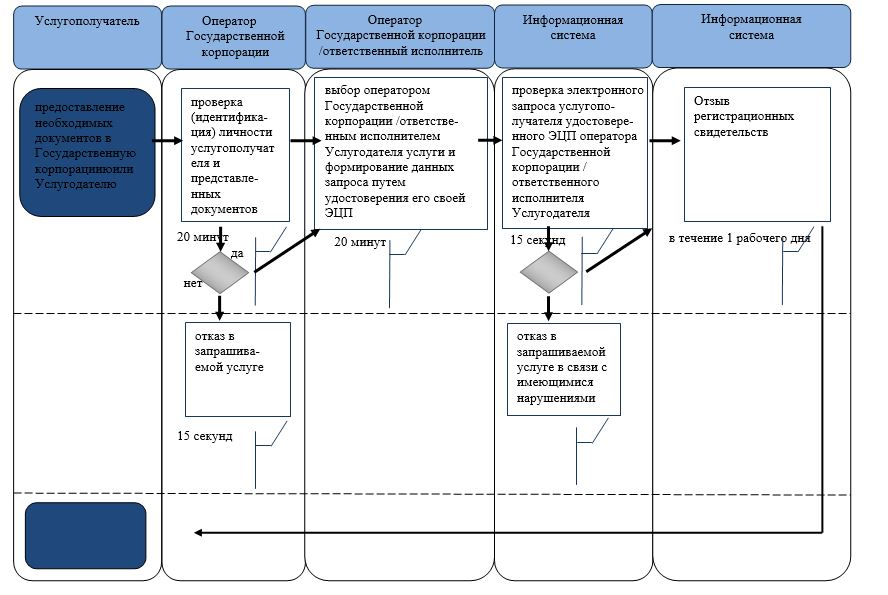 Услугополучатель
Оператор
Государственной
корпорации
Оператор
Государственной корпорации
/ответственный исполнитель
Информационная
система
Информационная
система
предоставление
необходимых
документов в
Государственную
корпорациюили
Услугодателю
проверка
(идентифика-
ция) личности
услугополучат
еля и
представле-
нных
документов
выбор оператором
Государственной
корпорации /ответстве-
нным исполнителем
Услугодателя услуги и
формирование данных
запроса путем
удостоверения его своей
ЭЦП
проверка электронного
запроса услугопо-
лучателя удостовере-
нного ЭЦП оператора
Государственной
корпорации /
ответственного
исполнителя
Услугодателя
Отзыв
регистрационных
свидетельств
20 минут
да
нет
20 минут
15 секунд
в течение 1 рабочего дня
отказ в
запрашива-
емой услуге
отказ в
запрашиваемой
услуге в связи с
имеющимися
нарушениями
15 секунд